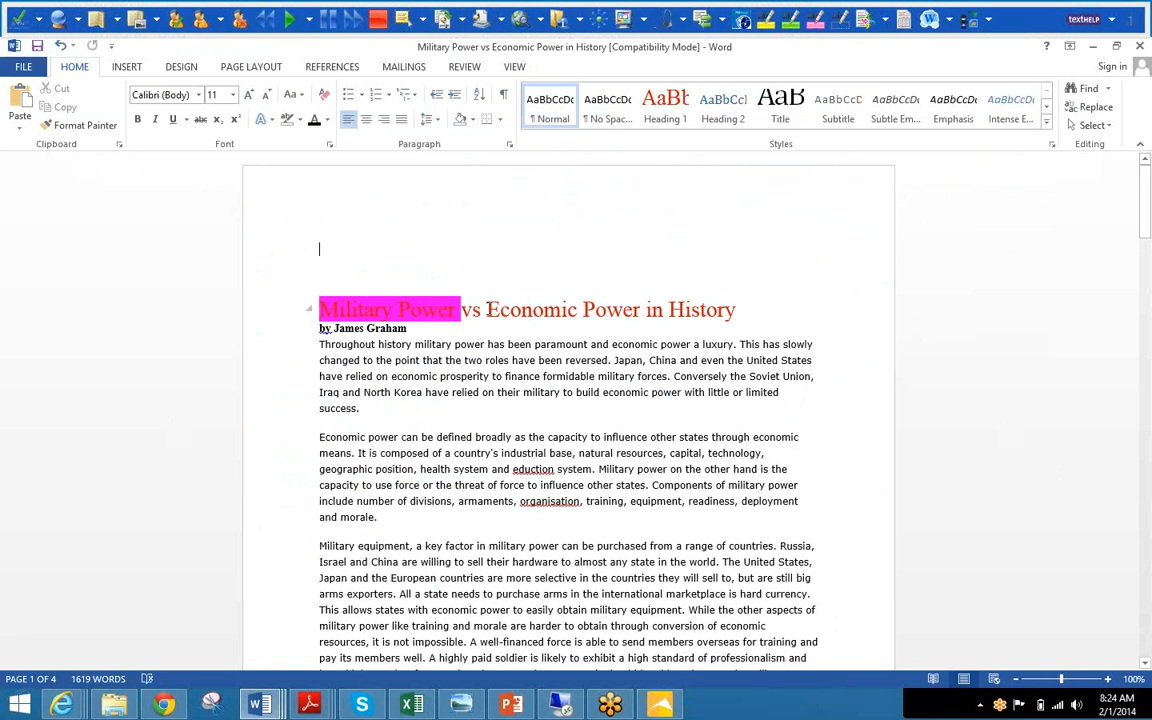 texthelp
Military Power vs Economic Power in History [Compatibility Mode] - Word
FILE HOME INSERT DESIGN PAGE LAYOUT REFERENCES MAILINGS REVIEW VIEW Sign in
Paste
Cut
Copy
Format Painter
Calibri (Body) 11
AaBbCcDc AaBbCcDc AaBbC AaBbCcl AaB AaBbCcD AaBbCcDc AaBbCcDc AaBbCcDc
¶ Normal ¶ No Spac... Heading 1 Heading 2 Title Subtitle Subtle Em... Emphasis Intense E...
Find
Replace
Select
Clipboard Font Paragraph Styles Editing
Military Power vs Economic Power in History
by James Graham
Throughout history military power has been paramount and economic power a luxury. This has slowly
changed to the point that the two roles have been reversed. Japan, China and even the United States
have relied on economic prosperity to finance formidable military forces. Conversely the Soviet Union,
Iraq and North Korea have relied on their military to build economic power with little or limited
success.
Economic power can be defined broadly as the capacity to influence other states through economic
means. It is composed of a country's industrial base, natural resources, capital, technology,
geographic position, health system and eduction system. Military power on the other hand is the
capacity to use force or the threat of force to influence other states. Components of military power
include number of divisions, armaments, organisation, training, equipment, readiness, deployment
and morale.
Military equipment, a key factor in military power can be purchased from a range of countries. Russia,
Israel and China are willing to sell their hardware to almost any state in the world. The United States,
Japan and the European countries are more selective in the countries they will sell to, but are still big
arms exporters. All a state needs to purchase arms in the international marketplace is hard currency.
This allows states with economic power to easily obtain military equipment. While the other aspects of
military power like training and morale are harder to obtain through conversion of economic
resources, it is not impossible. A well-financed force is able to send members overseas for training and
pay its members well. A highly paid soldier is likely to exhibit a high standard of professionalism and
PAGE 1 OF 4 1619 WORDS 100%
8:24 AM
2/1/2014